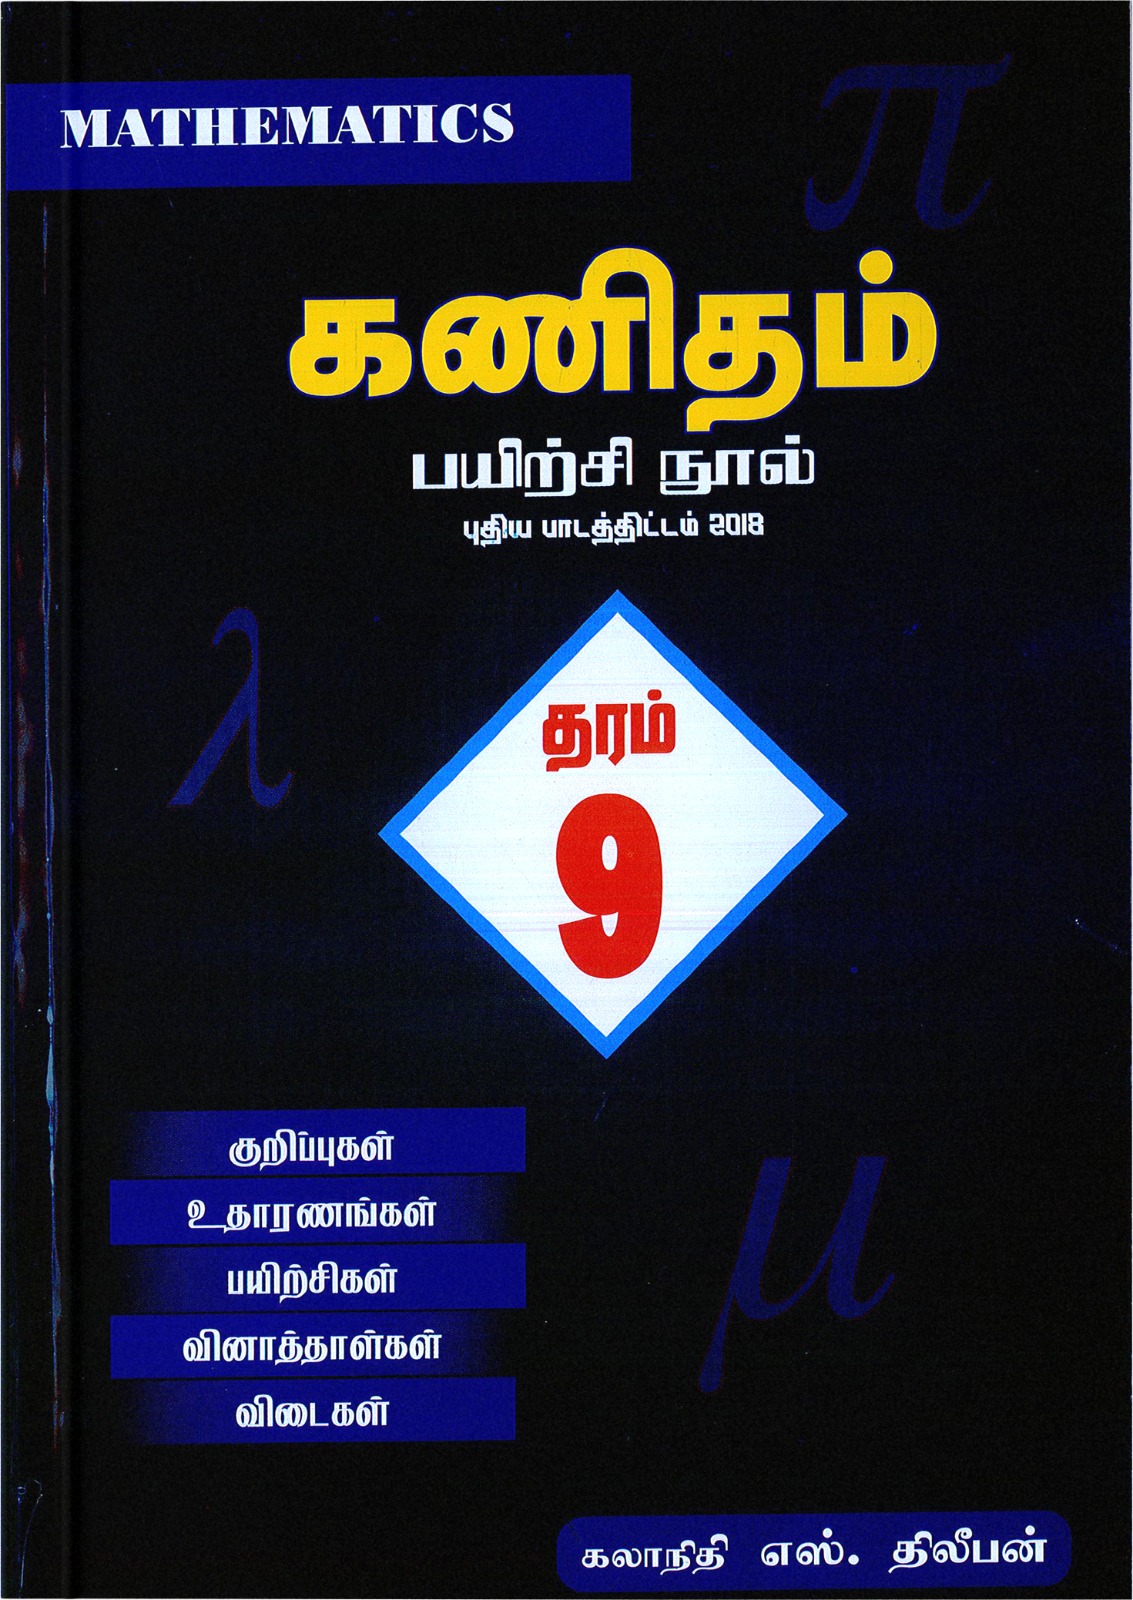 MATHEMATICS
π
கணிதம்
பயிற்சி நூல்
புதிய பாடத்திட்டம் 2018
λ
தரம்
9
குறிப்புகள்
உதாரணங்கள்
பயிற்சிகள்
வினாத்தாள்கள்
விடைகள்
μ
கலாநிதி எஸ். திலீபன்